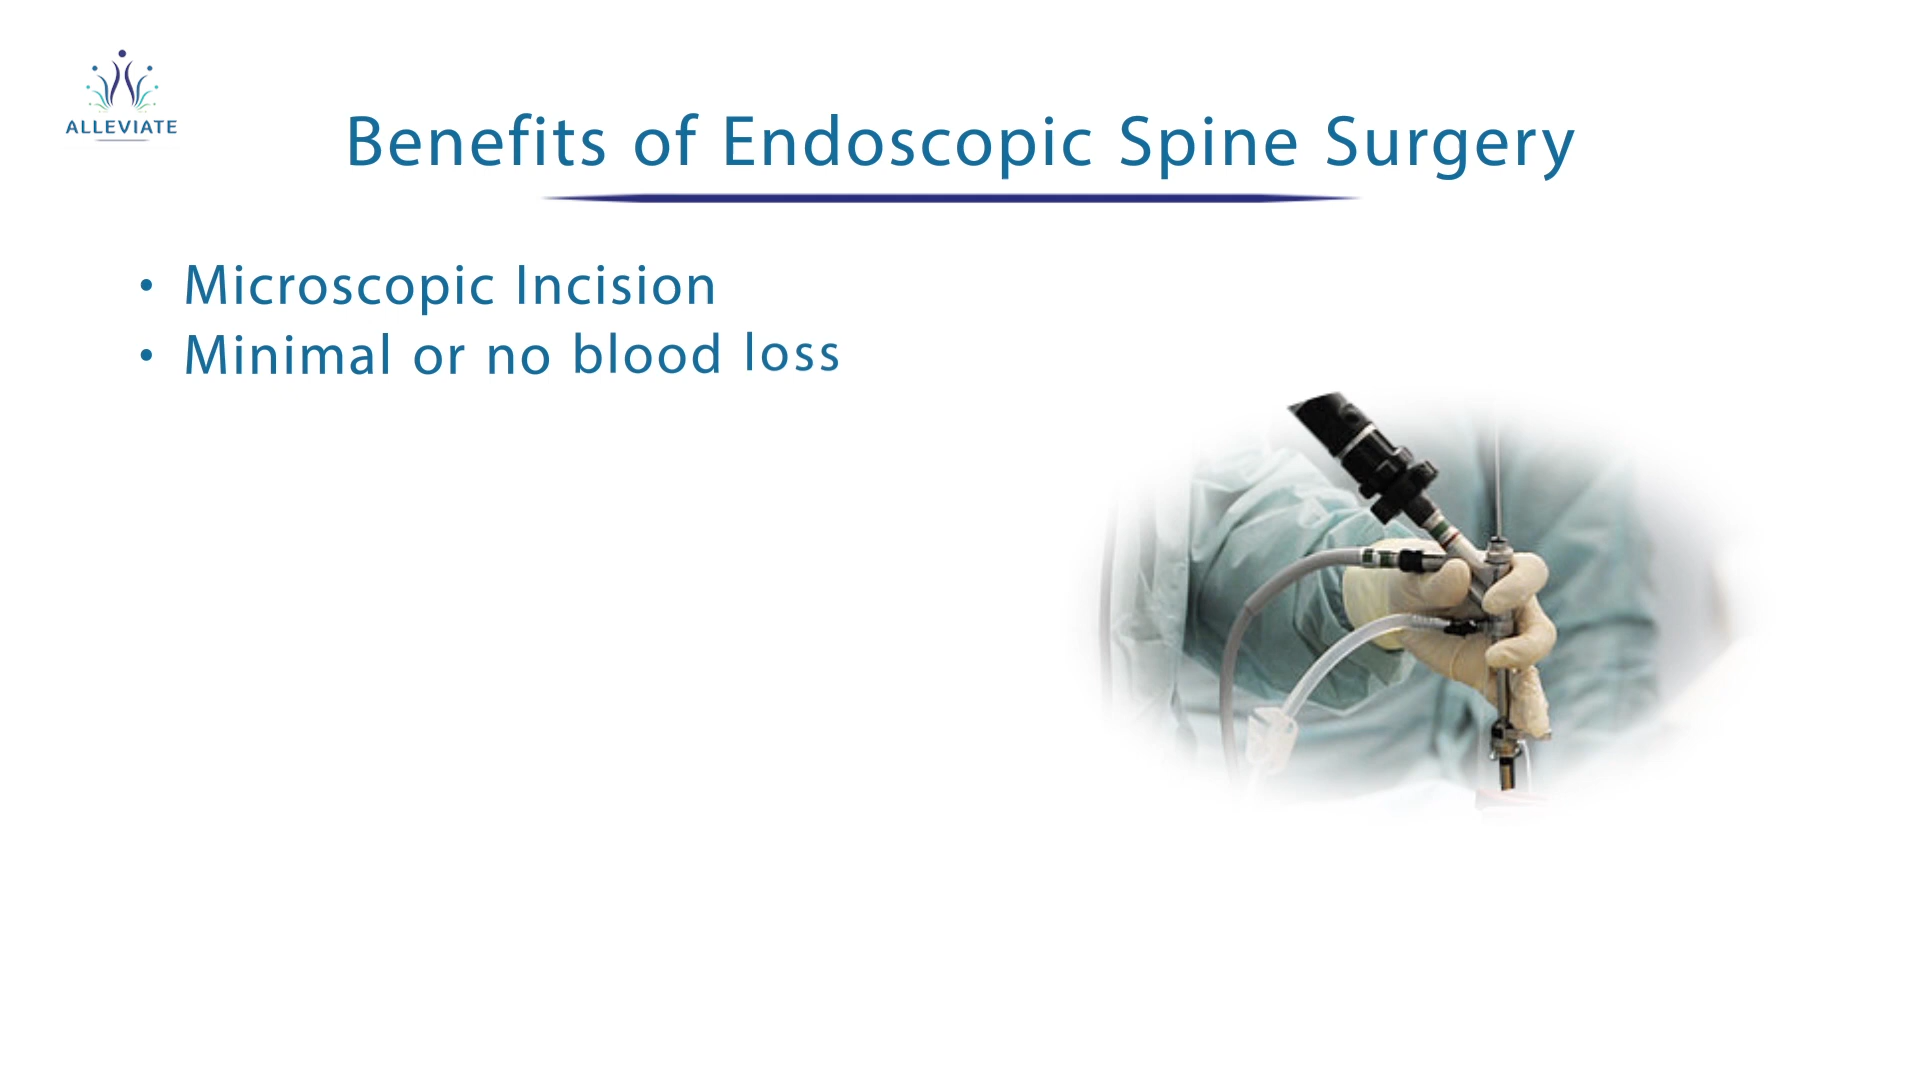 ALLEVIATE
Benefits of Endoscopic Spine Surgery
• Microscopic Incision
• Minimal or no blood loss